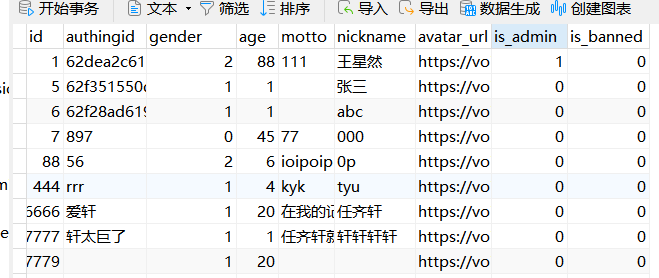 开始事务 文本 筛选 排序 导入 导出 数据生成 创建图表
id authingid gender age motto nickname avatar_url is_admin is_banned
1 62dea2c61 2 88 111 王星然 https://vo 1 0
5 62f351550 1 1 张三 https://vo 0 0
6 62f28ad619 1 1 abc https://vo 0 0
7 897 0 45 77 000 https://vo 0 0
88 56 2 6 ioipoip 0p https://vo 0 0
444 rrr 1 4 kyk tyu https://vo 0 0
6666 爱轩 1 20 在我的记 任齐轩 https://vo 0 0
7777 轩太巨了 1 1 任齐轩 轩轩轩轩 https://vo 0 0
7779 1 20 0 0